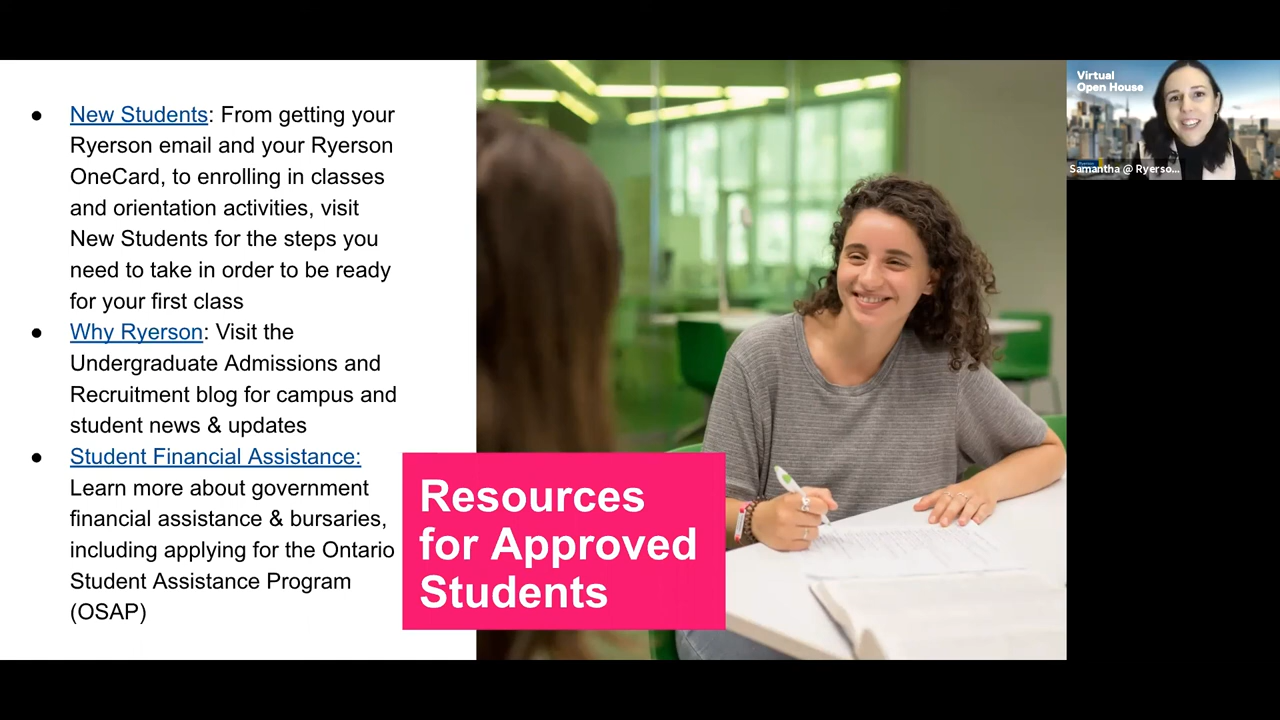 ● New Students: From getting your
Ryerson email and your Ryerson
OneCard, to enrolling in classes
and orientation activities, visit
New Students for the steps you
need to take in order to be ready
for your first class
● Why Ryerson: Visit the
Undergraduate Admissions and
Recruitment blog for campus and
student news & updates
● Student Financial Assistance:
Learn more about government
financial assistance & bursaries,
including applying for the Ontario
Student Assistance Program
(OSAP)
Resources
for Approved
Students
Virtual
Open House
Samantha @ Ryerso...